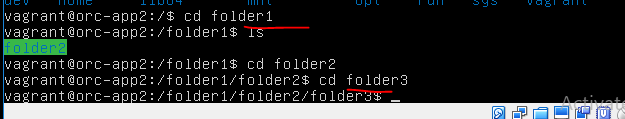 dev home lib64 mnt opt run sys vagrant
vagrant@orc-app2:/$ cd folder1
vagrant@orc-app2:/folder1$ ls
folder2
vagrant@orc-app2:/folder1$ cd folder2
vagrant@orc-app2:/folder1/folder2$ cd folder3
vagrant@orc-app2:/folder1/folder2/folder3$ _
Activate